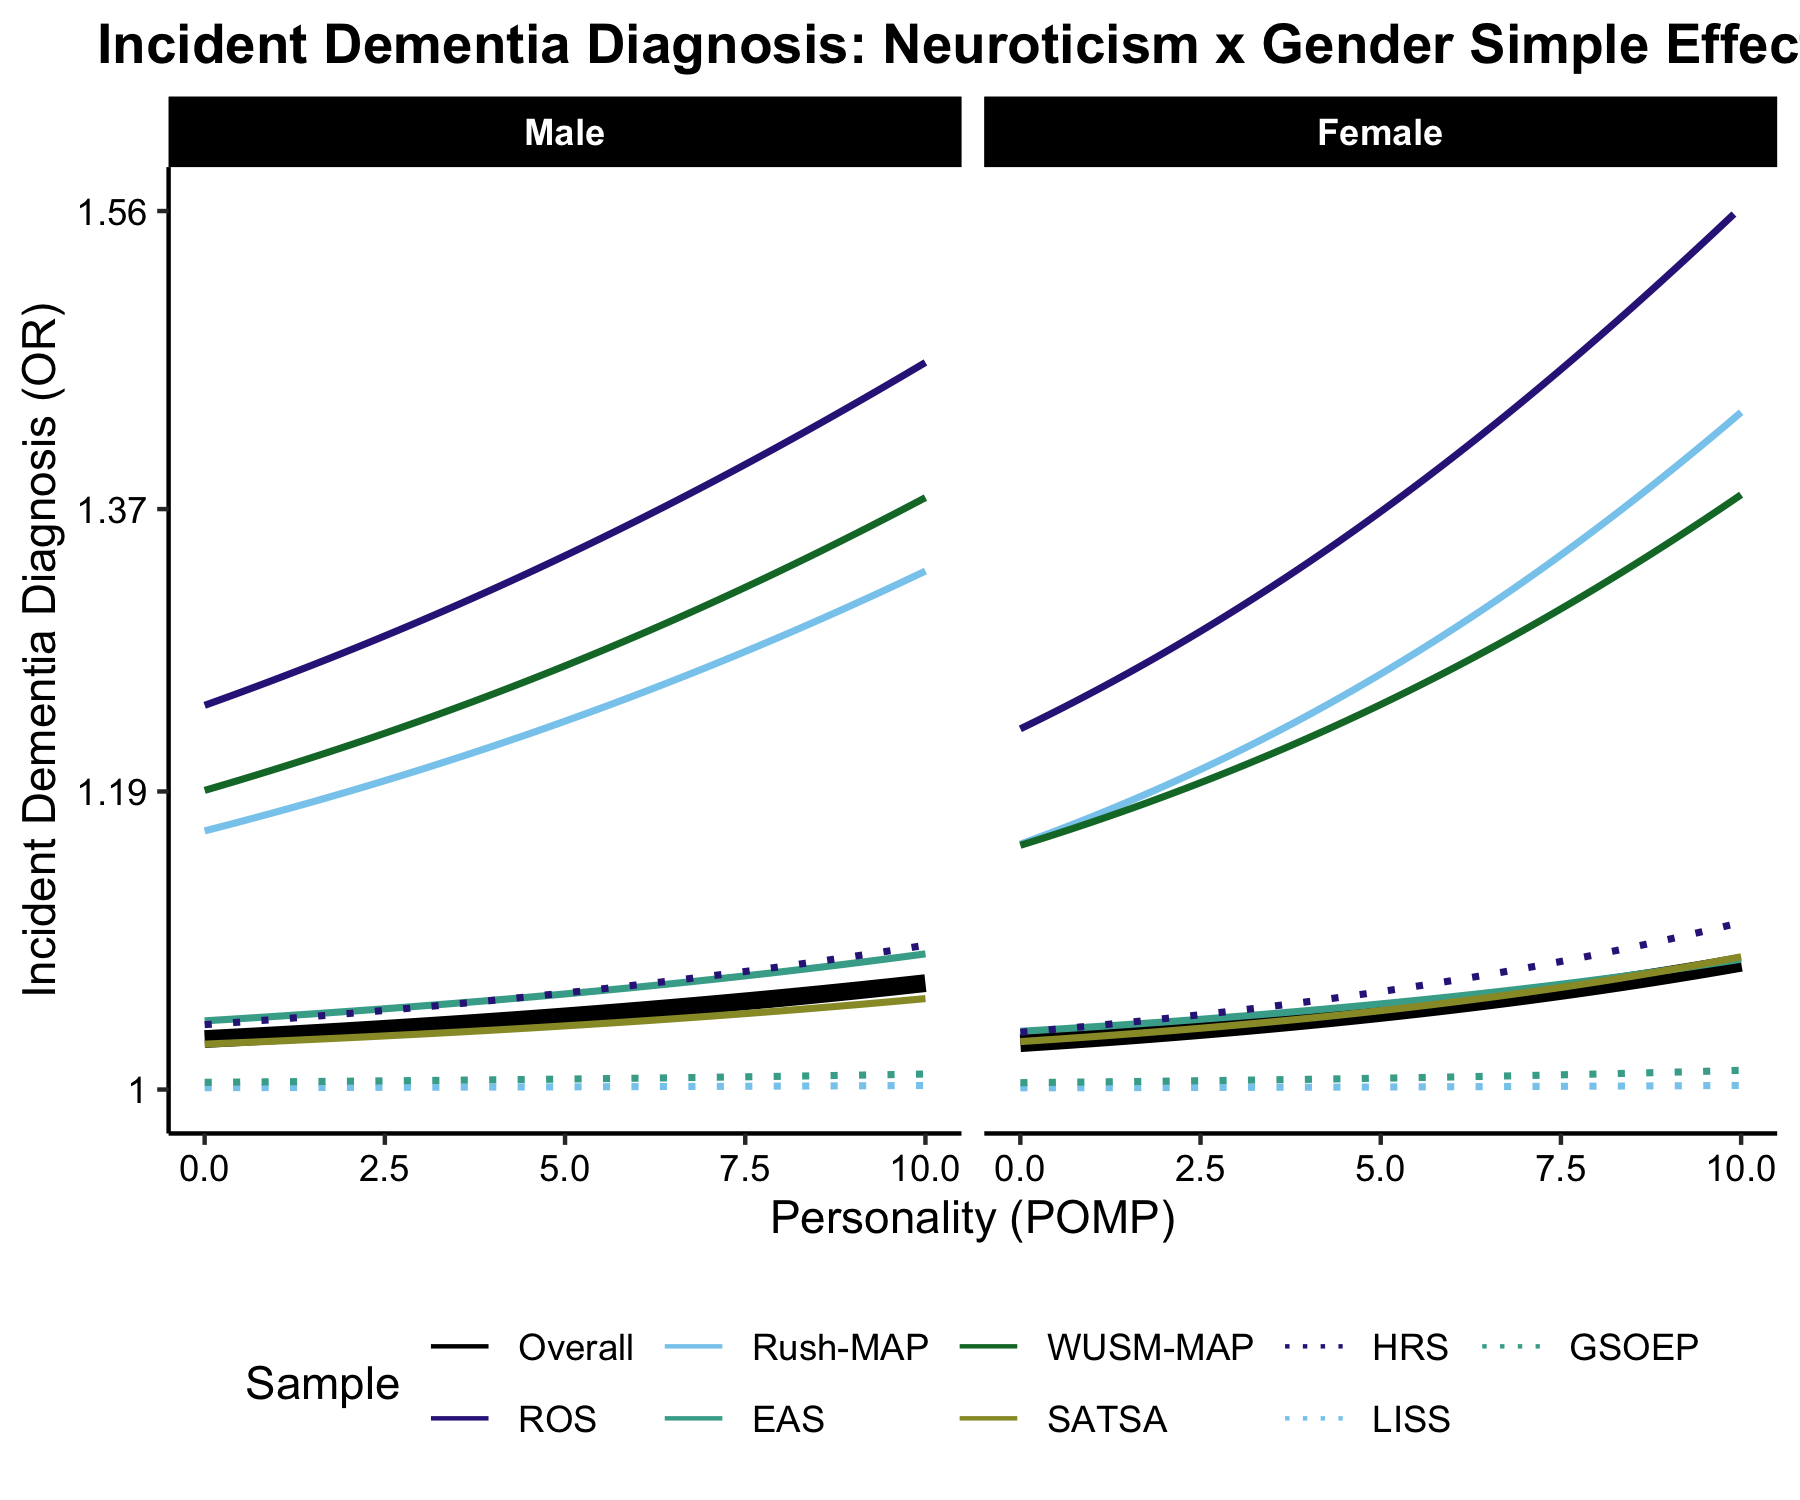 Incident Dementia Diagnosis: Neuroticism x Gender Simple Effec
Male Female
Incident Dementia Diagnosis (OR)
1.56
1.37
1.19
1
0.0 2.5 5.0 7.5 10.0 0.0 2.5 5.0 7.5 10.0
Personality (POMP)
Sample
Overall Rush-MAP WUSM-MAP HRS GSOEP
ROS EAS SATSA LISS